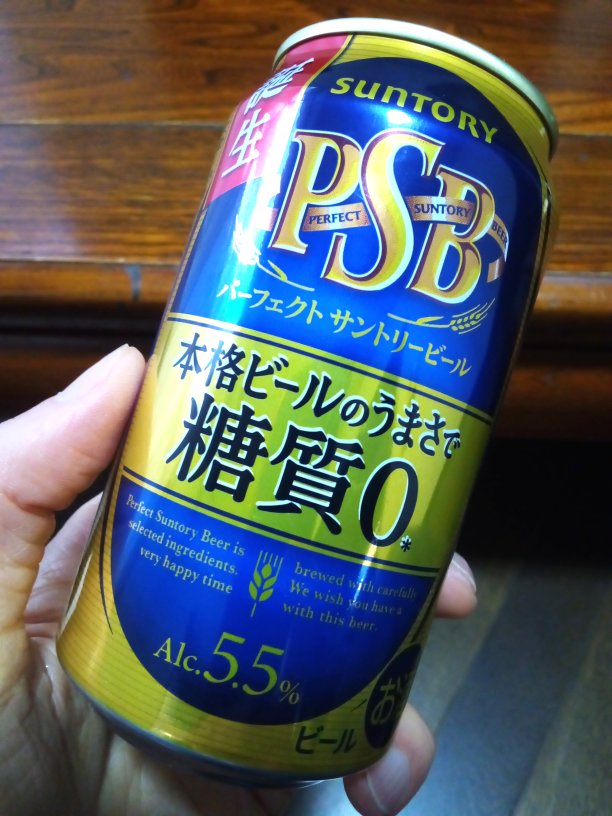 誕生
SUNTORY
PSB
PERFECT SUNTORY BEER
パーフェクト サントリービール
本格ビールのうまさで
糖質0*
Perfect Suntory Beer is
selected ingredients.
very happy time
brewed with carefully
We wish you have a
with this beer.
Alc.5.5%
ビール
お